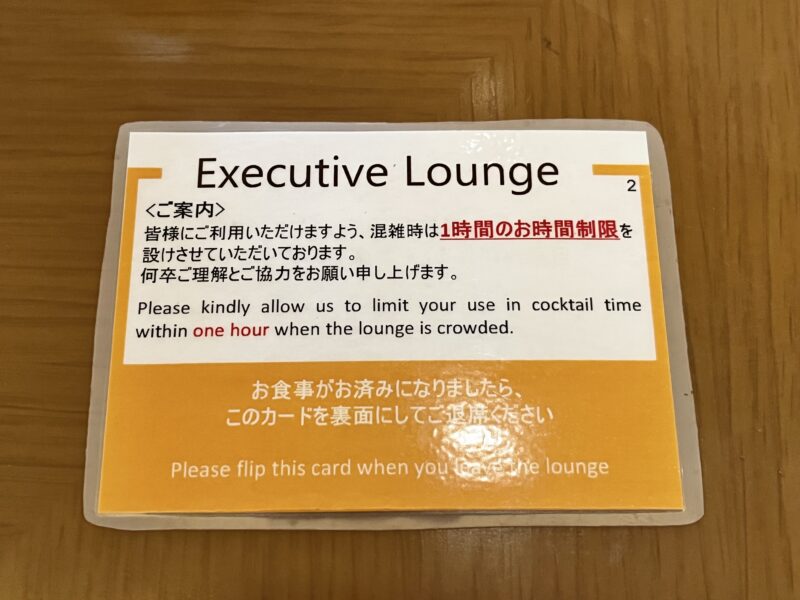 Executive Lounge
2
<ご案内>
皆様にご利用いただけますよう、混雑時は1時間のお時間制限を
設けさせていただいております。
何卒ご理解とご協力をお願い申し上げます。
Please kindly allow us to limit your use in cocktail time
within one hour when the lounge is crowded.
お食事がお済みになりましたら、
このカードを裏面にしてご退席ください
Please flip this card when you leave the lounge